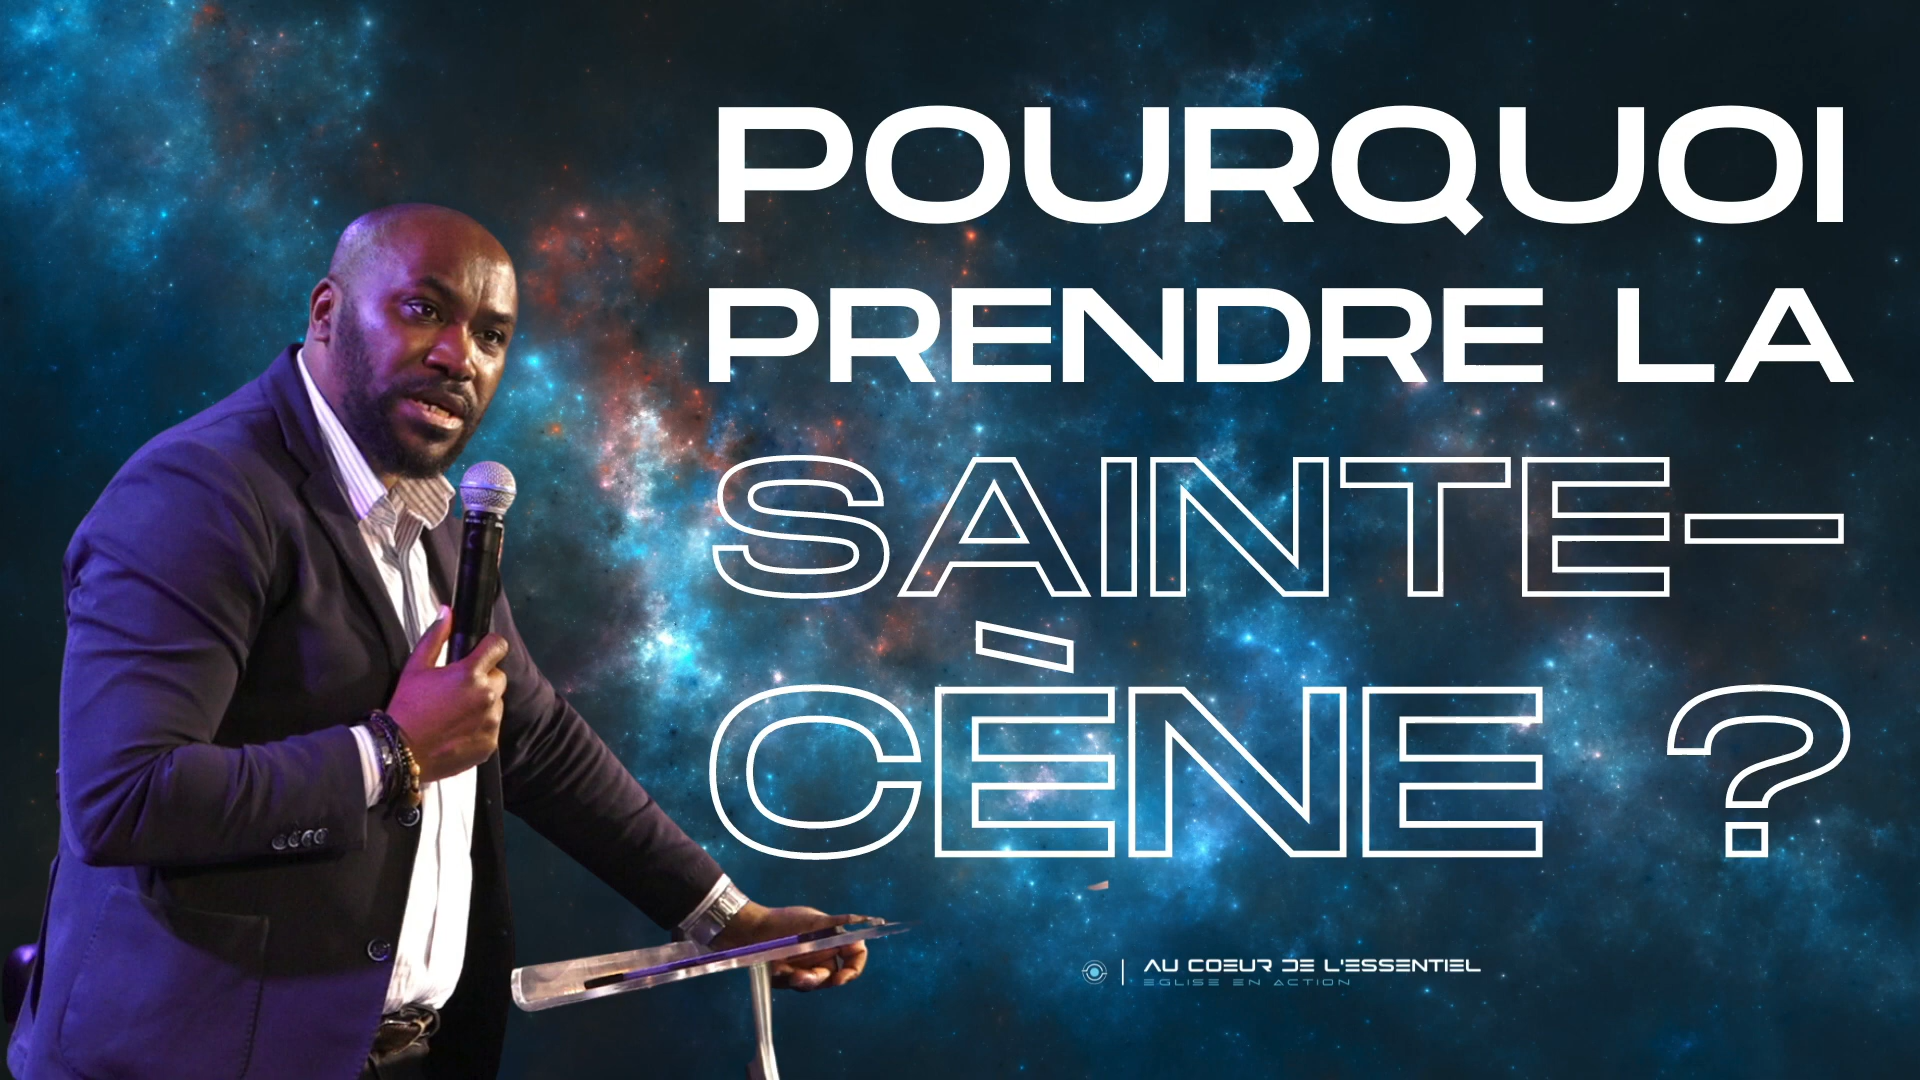 POURQUOI
PRENDRE LA
SAINTE-
CÈNE ?
AU COEUR DE L'ESSENTIEL
EGLISE EN ACTION